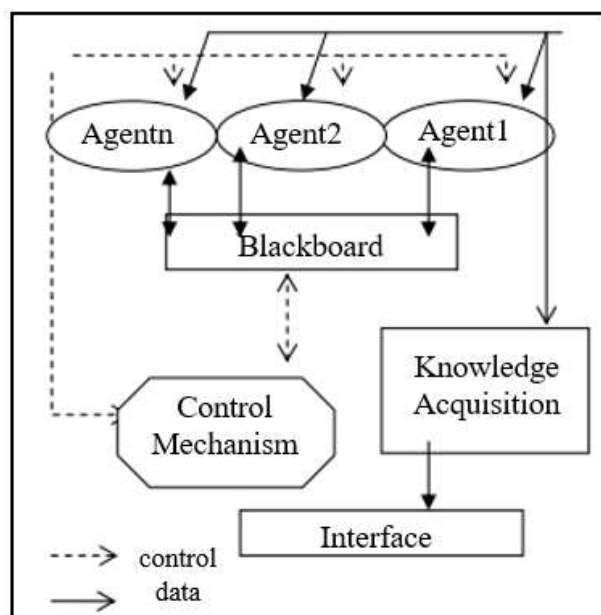 Agentn
Agent2
Agent1
Blackboard
Control
Mechanism
Knowledge
Acquisition
Interface
control
data